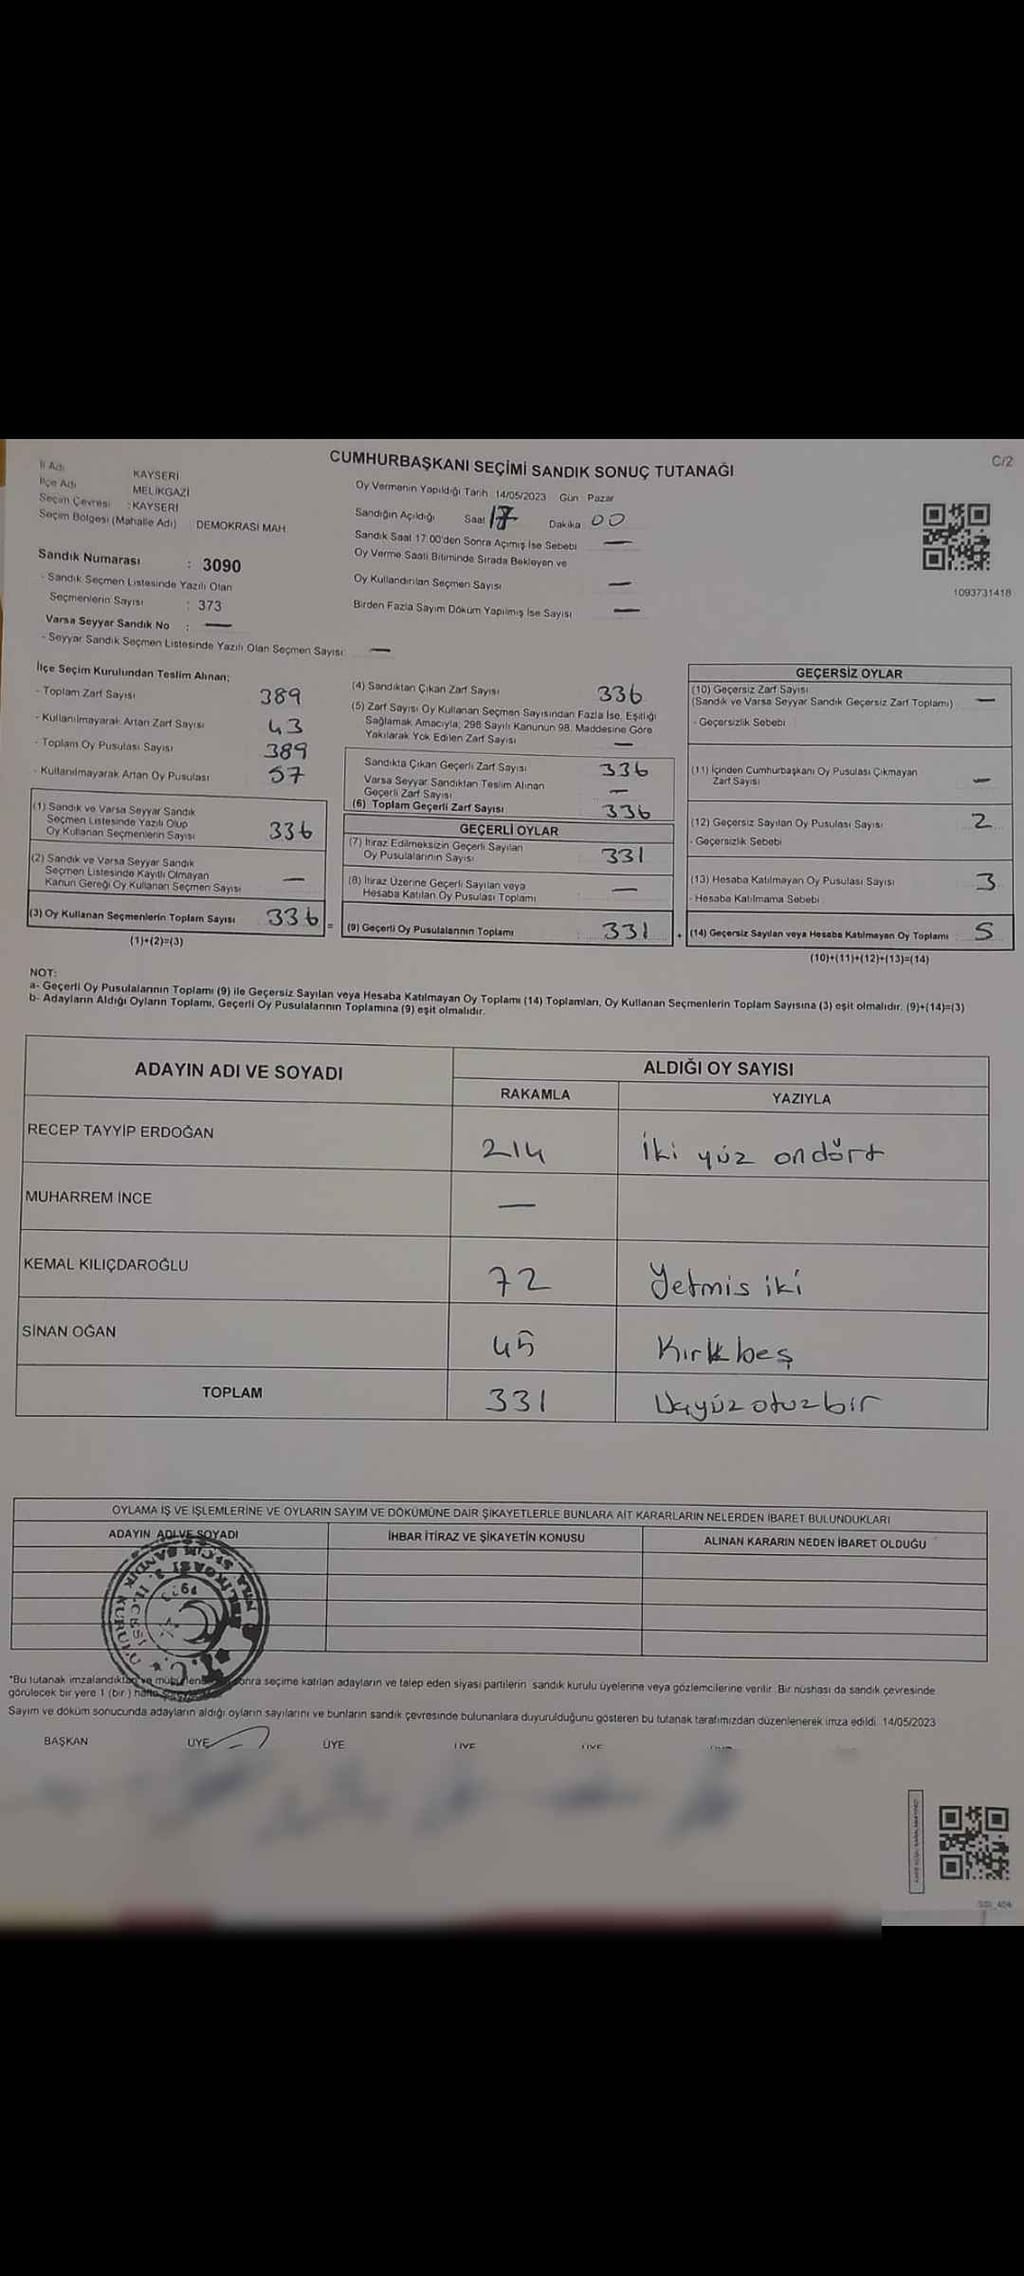 CUMHURBAŞKANI SEÇİMİ SANDIK SONUÇ TUTANAĞI
C/2
İl Adı : KAYSERİ
İlçe Adı : MELİKGAZİ
Seçim Çevresi : KAYSERİ
Seçim Bölgesi (Mahalle Adı) DEMOKRASİ MAH.
Sandık Numarası : 3090
- Sandık Seçmen Listesinde Yazılı Olan
Seçmenlerin Sayısı : 373
Varsa Seyyar Sandık No : —
- Seyyar Sandık Seçmen Listesinde Yazılı Olan Seçmen Sayısı: —
Oy Vermenin Yapıldığı Tarih 14/05/2023 Gün Pazar
Sandığın Açıldığı Saat 17 Dakika 00
Sandık Saat 17:00'den Sonra Açımış İse Sebebi —
Oy Verme Saati Bitiminde Sırada Bekleyen ve
Oy Kullandırılan Seçmen Sayısı —
Birden Fazla Sayım Döküm Yapılmış İse Sayısı —
1093731418
İlçe Seçim Kurulundan Teslim Alınan;
- Toplam Zarf Sayısı 389
- Kullanılmayarak Artan Zarf Sayısı 43
- Toplam Oy Pusulası Sayısı 389
- Kullanılmayarak Artan Oy Pusulası 57
(1) Sandık ve Varsa Seyyar Sandık
Seçmen Listesinde Yazılı Olup
Oy Kullanan Seçmenlerin Sayısı 336
(2) Sandık ve Varsa Seyyar Sandık
Seçmen Listesinde Kayıtlı Olmayan
Kanun Gereği Oy Kullanan Seçmen Sayısı —
(3) Oy Kullanan Seçmenlerin Toplam Sayısı 336 =
(1)+(2)=(3)
(4) Sandıktan Çıkan Zarf Sayısı 336
(5) Zarf Sayısı Oy Kullanan Seçmen Sayısından Fazla İse, Eşitliği
Sağlamak Amacıyla, 298 Sayılı Kanunun 98. Maddesine Göre
Yakılarak Yok Edilen Zarf Sayısı —
Sandıkta Çıkan Geçerli Zarf Sayısı 336
Varsa Seyyar Sandıktan Teslim Alınan
Geçerli Zarf Sayısı —
(6) Toplam Geçerli Zarf Sayısı 336
GEÇERLİ OYLAR
(7) İtiraz Edilmeksizin Geçerli Sayılan
Oy Pusulalarının Sayısı 331
(8) İtiraz Üzerine Geçerli Sayılan veya
Hesaba Katılan Oy Pusulası Toplamı —
(9) Geçerli Oy Pusulalarının Toplamı 331 +
GEÇERSİZ OYLAR
(10) Geçersiz Zarf Sayısı
(Sandık ve Varsa Seyyar Sandık Geçersiz Zarf Toplamı) —
- Geçersizlik Sebebi
(11) İçinden Cumhurbaşkanı Oy Pusulası Çıkmayan
Zarf Sayısı —
(12) Geçersiz Sayılan Oy Pusulası Sayısı 2
- Geçersizlik Sebebi
(13) Hesaba Katılmayan Oy Pusulası Sayısı 3
- Hesaba Katılmama Sebebi
(14) Geçersiz Sayılan veya Hesaba Katılmayan Oy Toplamı 5
(10)+(11)+(12)+(13)=(14)
NOT:
a- Geçerli Oy Pusulalarının Toplamı (9) ile Geçersiz Sayılan veya Hesaba Katılmayan Oy Toplamı (14) Toplamları, Oy Kullanan Seçmenlerin Toplam Sayısına (3) eşit olmalıdır. (9)+(14)=(3)
b- Adayların Aldığı Oyların Toplamı, Geçerli Oy Pusulalarının Toplamına (9) eşit olmalıdır.
ADAYIN ADI VE SOYADI ALDIĞI OY SAYISI
RAKAMLA YAZIYLA
RECEP TAYYİP ERDOĞAN 214 İki yüz ondört
MUHARREM İNCE —
KEMAL KILIÇDAROĞLU 72 Yetmis iki
SİNAN OĞAN 45 Kırk beş
TOPLAM 331 Üçyüz otuz bir
OYLAMA İŞ VE İŞLEMLERİNE VE OYLARIN SAYIM VE DÖKÜMÜNE DAİR ŞİKAYETLERLE BUNLARA AİT KARARLARIN NELERDEN İBARET BULUNDUKLARI
ADAYIN ADI VE SOYADI İHBAR İTİRAZ VE ŞİKAYETİN KONUSU ALINAN KARARIN NEDEN İBARET OLDUĞU
T.C.
*Bu tutanak imzalandıktan ve mühürlen sonra seçime katılan adayların ve talep eden siyasi partilerin sandık kurulu üyelerine veya gözlemcilerine verilir. Bir nüshası da sandık çevresinde
görülecek bir yere 1 (bir) hafta
Sayım ve döküm sonucunda adayların aldığı oyların sayılarını ve bunların sandık çevresinde bulunanlara duyurulduğunu gösteren bu tutanak tarafımızdan düzenlenerek imza edildi. 14/05/2023
BAŞKAN ÜYE ÜYE ÜYE ÜYE